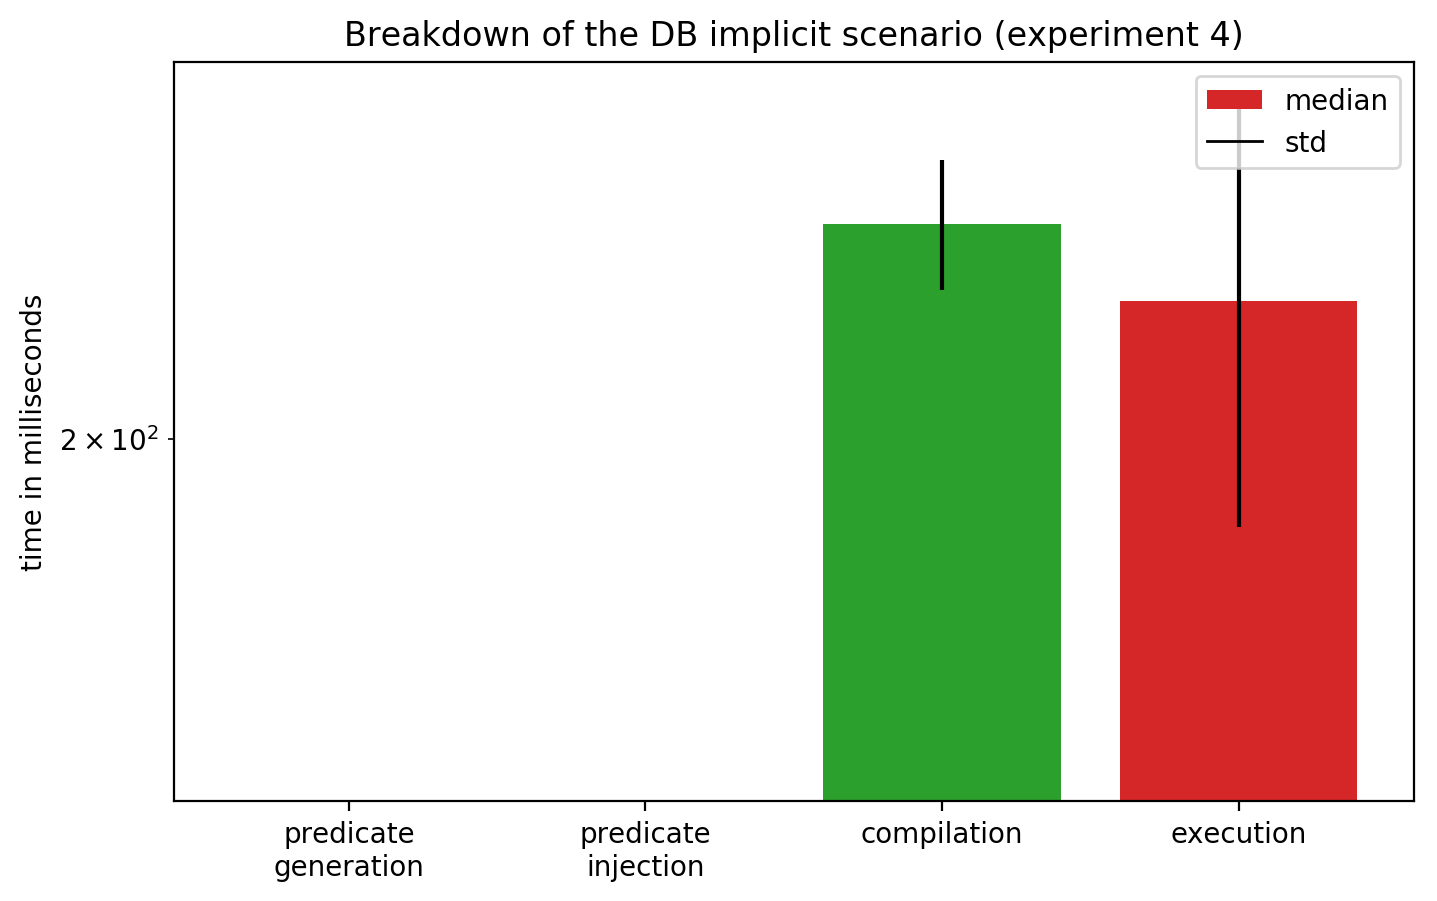 Breakdown of the DB implicit scenario (experiment 4)
median
std
time in milliseconds
2 × 10²
predicate
generation
predicate
injection
compilation
execution